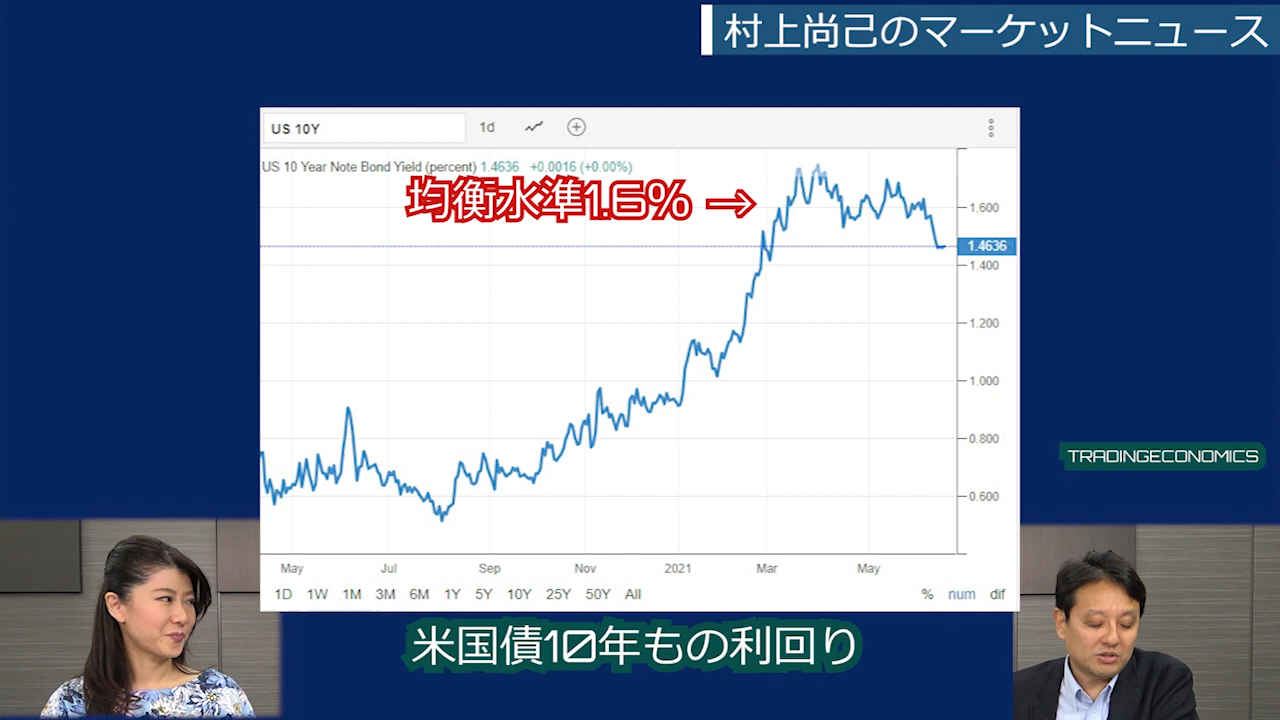 村上尚己のマーケットニュース
US 10Y
1d
US 10 Year Note Bond Yield (percent) 1.4636 +0.0016 (+0.00%)
均衡水準1.6% →
1.600
1.4636
1.400
1.200
1.000
0.800
0.600
TRADINGECONOMICS
May Jul Sep Nov 2021 Mar May
1D 1W 1M 3M 6M 1Y 5Y 10Y 25Y 50Y All % num dif
米国債10年もの利回り